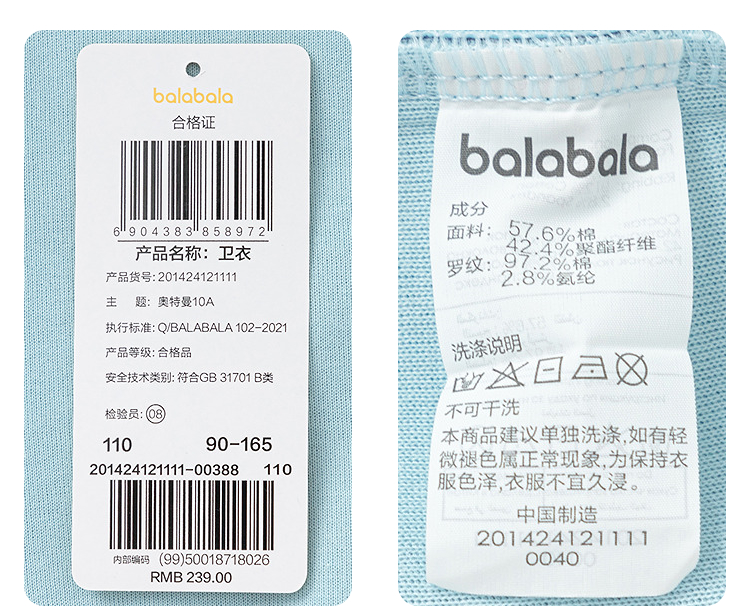 balabala
合格证
6 904383 858972
产品名称: 卫衣
产品货号: 201424121111
主 题: 奥特曼10A
执行标准: Q/BALABALA 102-2021
产品等级: 合格品
安全技术类别: 符合GB 31701 B类
检验员: 08
110 90-165
201424121111-00388 110
内部编码 (99)50018718026
RMB 239.00
balabala
成分
面料: 57.6%棉
42.4%聚酯纤维
罗纹: 97.2%棉
2.8%氨纶
洗涤说明
不可干洗
本商品建议单独洗涤,如有轻
微褪色属正常现象,为保持衣
服色泽,衣服不宜久浸。
中国制造
201424121111
0040